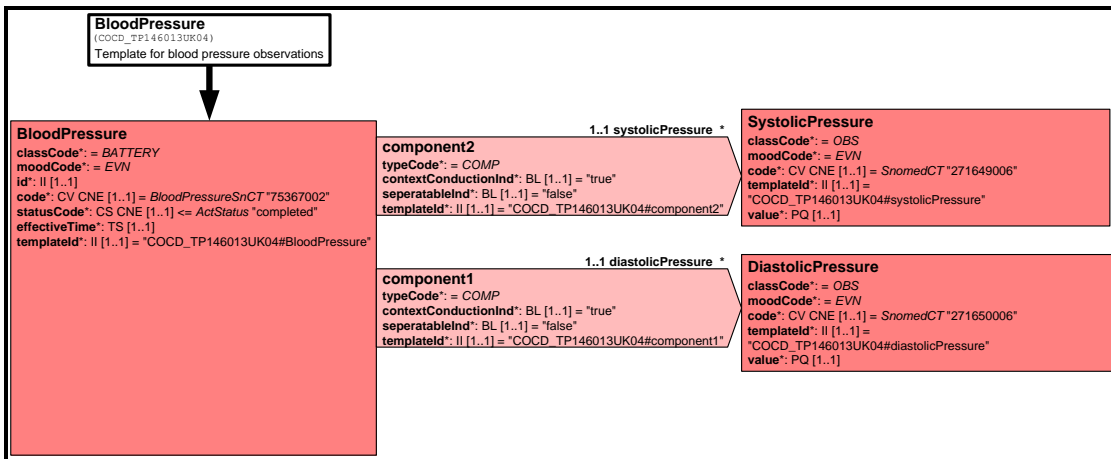 BloodPressure
(COCD_TP146013UK04)
Template for blood pressure observations
BloodPressure
classCode*: = BATTERY
moodCode*: = EVN
id*: II [1..1]
code*: CV CNE [1..1] = BloodPressureSnCT "75367002"
statusCode*: CS CNE [1..1] <= ActStatus "completed"
effectiveTime*: TS [1..1]
templateId*: II [1..1] = "COCD_TP146013UK04#BloodPressure"
1..1 systolicPressure *
component2
typeCode*: = COMP
contextConductionInd*: BL [1..1] = "true"
seperatableInd*: BL [1..1] = "false"
templateId*: II [1..1] = "COCD_TP146013UK04#component2"
SystolicPressure
classCode*: = OBS
moodCode*: = EVN
code*: CV CNE [1..1] = SnomedCT "271649006"
templateId*: II [1..1] =
"COCD_TP146013UK04#systolicPressure"
value*: PQ [1..1]
1..1 diastolicPressure *
component1
typeCode*: = COMP
contextConductionInd*: BL [1..1] = "true"
seperatableInd*: BL [1..1] = "false"
templateId*: II [1..1] = "COCD_TP146013UK04#component1"
DiastolicPressure
classCode*: = OBS
moodCode*: = EVN
code*: CV CNE [1..1] = SnomedCT "271650006"
templateId*: II [1..1] =
"COCD_TP146013UK04#diastolicPressure"
value*: PQ [1..1]